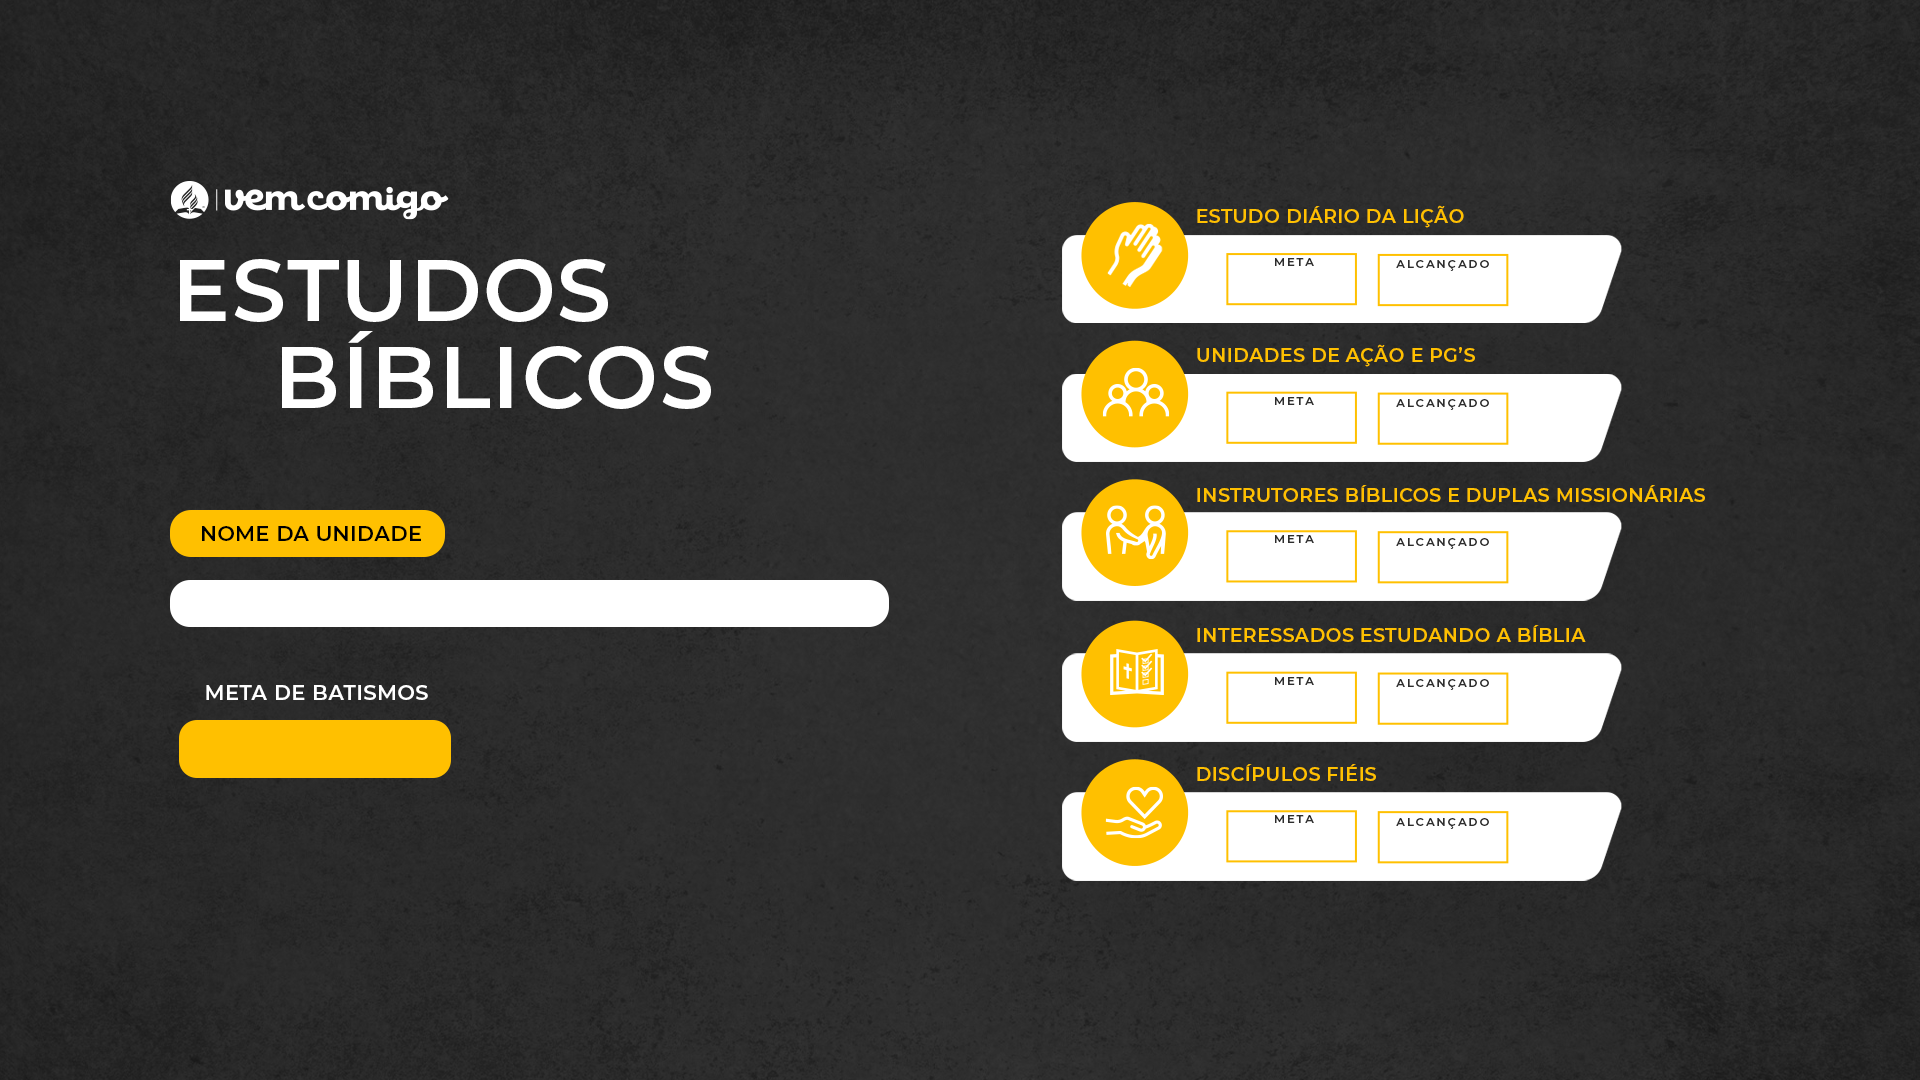 vem comigo
ESTUDOS
BÍBLICOS
NOME DA UNIDADE
META DE BATISMOS
ESTUDO DIÁRIO DA LIÇÃO
META
ALCANÇADO
UNIDADES DE AÇÃO E PG’S
META
ALCANÇADO
INSTRUTORES BÍBLICOS E DUPLAS MISSIONÁRIAS
META
ALCANÇADO
INTERESSADOS ESTUDANDO A BÍBLIA
META
ALCANÇADO
DISCÍPULOS FIÉIS
META
ALCANÇADO